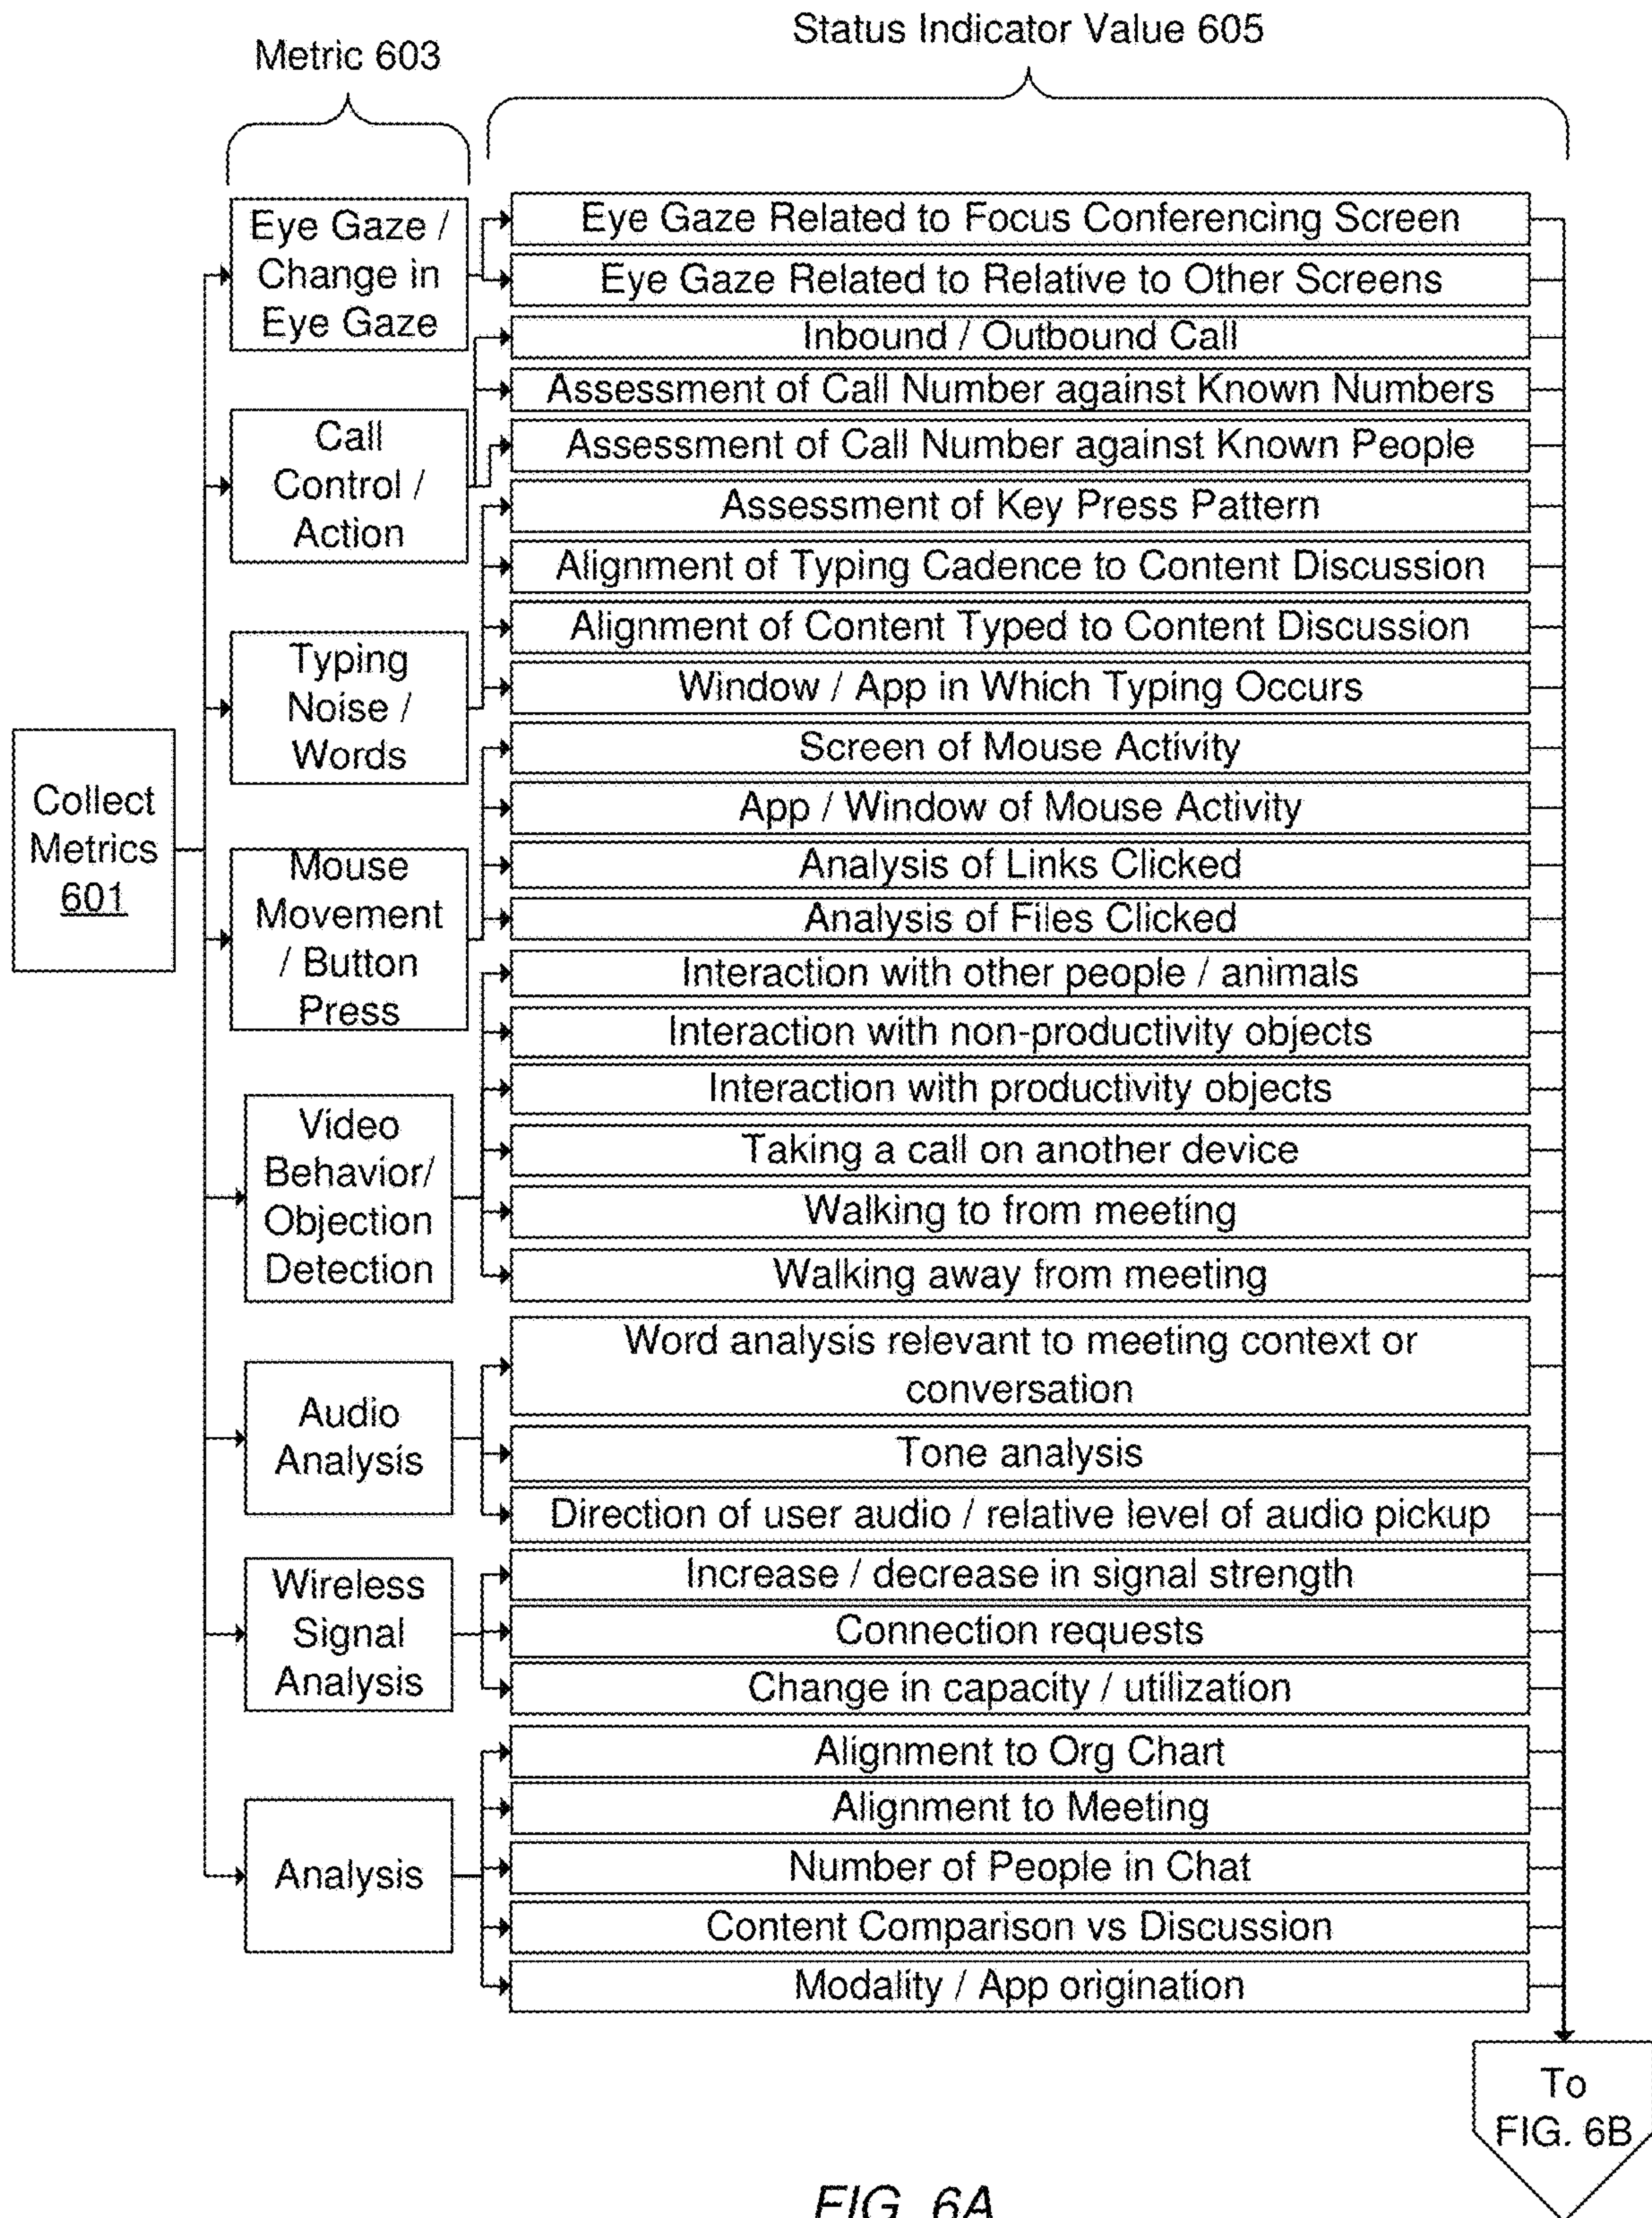 Status Indicator Value 605
Metric 603
Eye Gaze /
Change in
Eye Gaze
Eye Gaze Related to Focus Conferencing Screen
Eye Gaze Related to Relative to Other Screens
Call
Control /
Action
Inbound / Outbound Call
Assessment of Call Number against Known Numbers
Assessment of Call Number against Known People
Typing
Noise /
Words
Assessment of Key Press Pattern
Alignment of Typing Cadence to Content Discussion
Alignment of Content Typed to Content Discussion
Window / App in Which Typing Occurs
Collect
Metrics
601
Mouse
Movement
/ Button
Press
Screen of Mouse Activity
App / Window of Mouse Activity
Analysis of Links Clicked
Analysis of Files Clicked
Video
Behavior/
Objection
Detection
Interaction with other people / animals
Interaction with non-productivity objects
Interaction with productivity objects
Taking a call on another device
Walking to from meeting
Walking away from meeting
Audio
Analysis
Word analysis relevant to meeting context or
conversation
Tone analysis
Direction of user audio / relative level of audio pickup
Wireless
Signal
Analysis
Increase / decrease in signal strength
Connection requests
Change in capacity / utilization
Analysis
Alignment to Org Chart
Alignment to Meeting
Number of People in Chat
Content Comparison vs Discussion
Modality / App origination
To
FIG. 6B
FIG. 6A